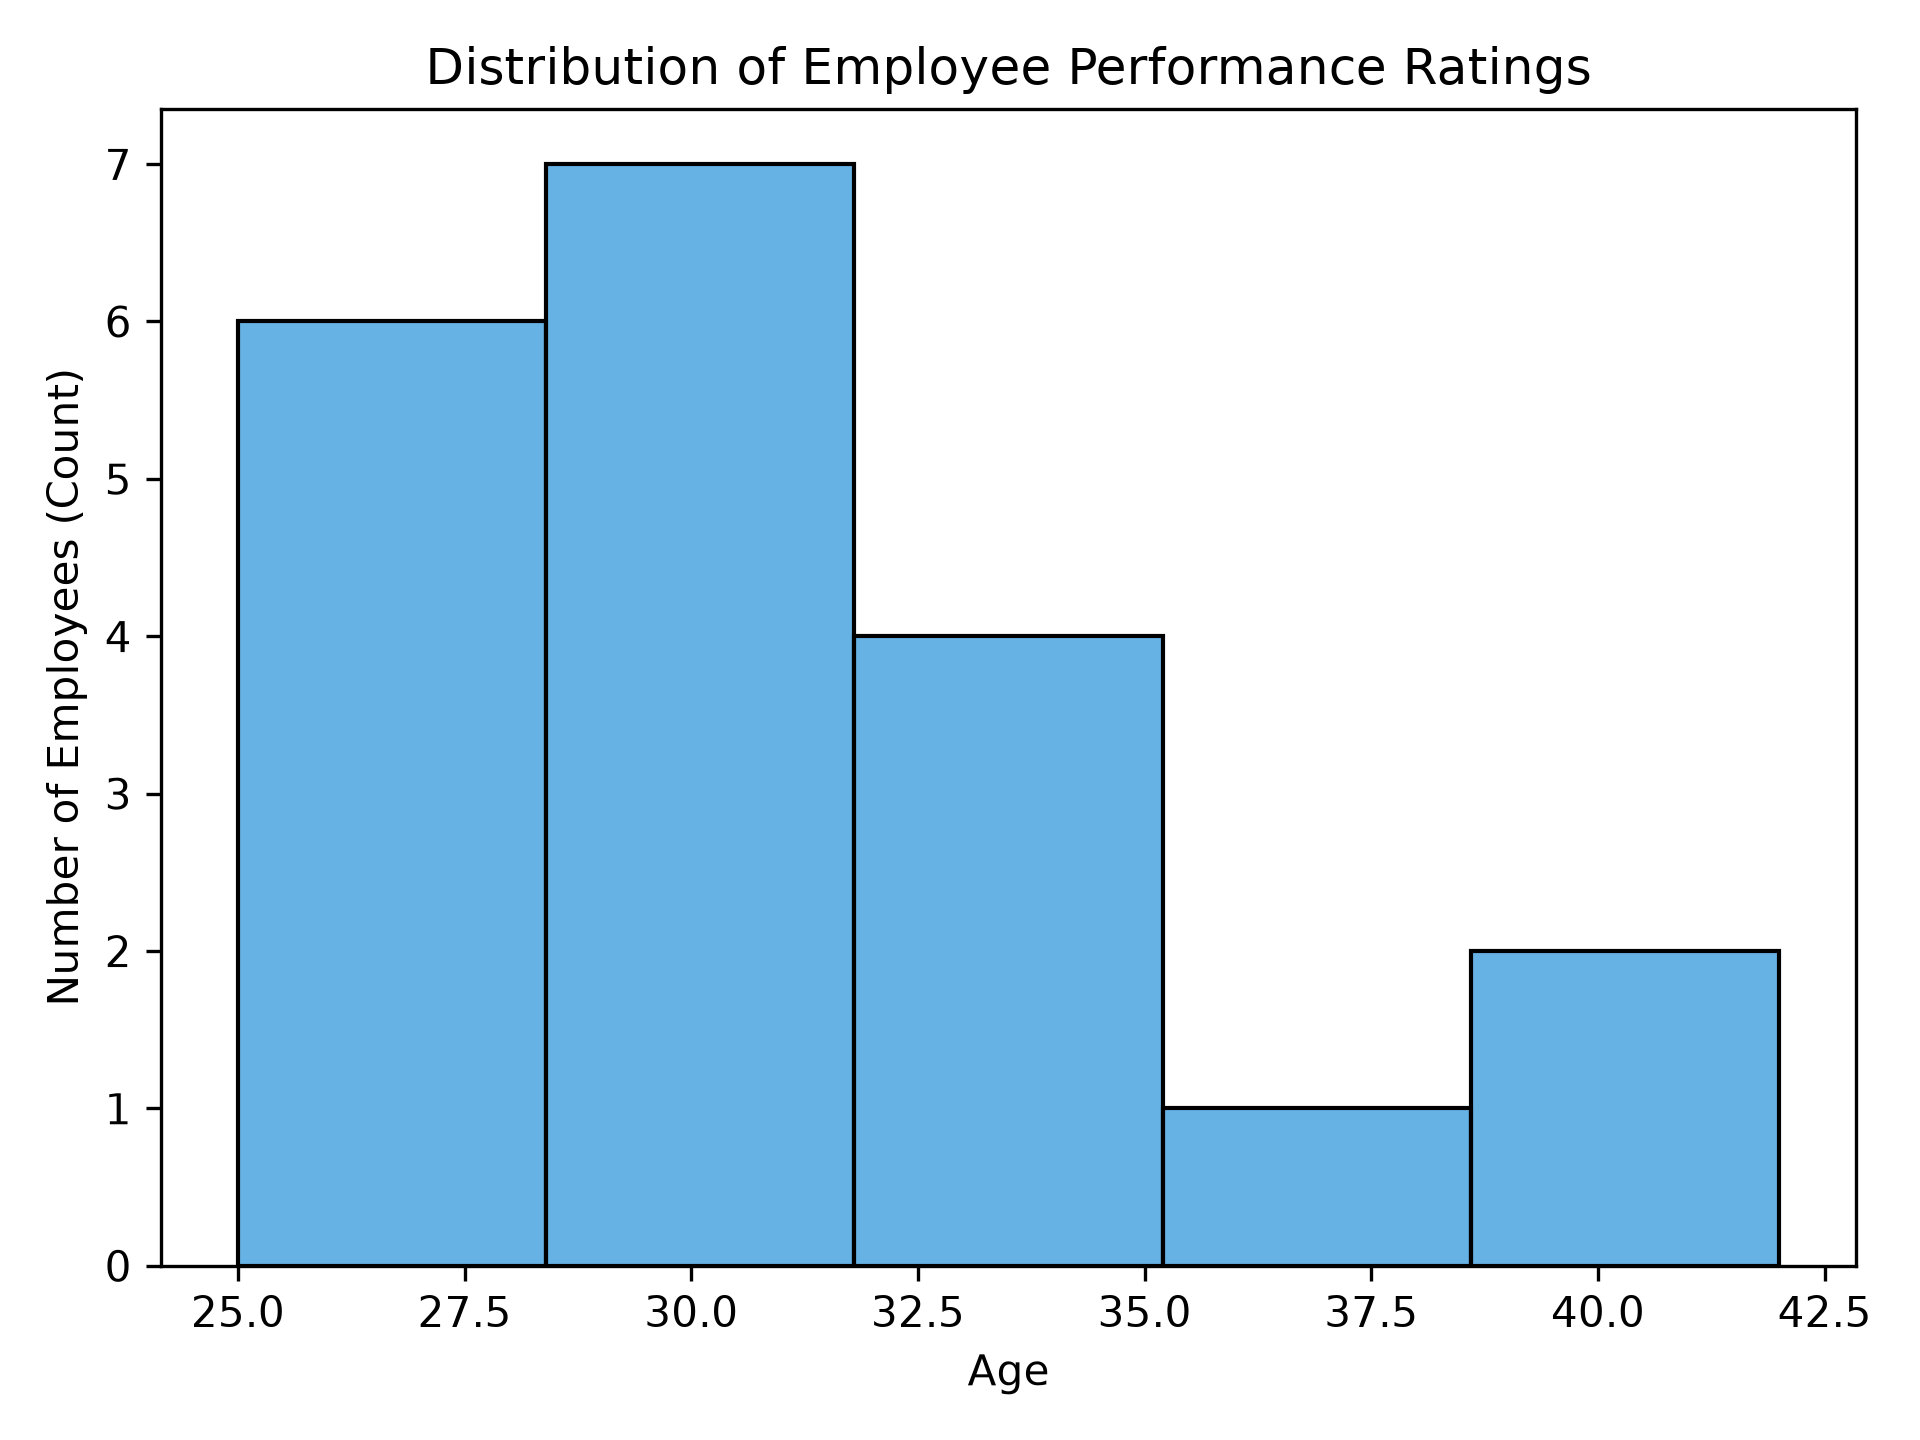 Distribution of Employee Performance Ratings
Number of Employees (Count)
7
6
5
4
3
2
1
0
25.0 27.5 30.0 32.5 35.0 37.5 40.0 42.5
Age